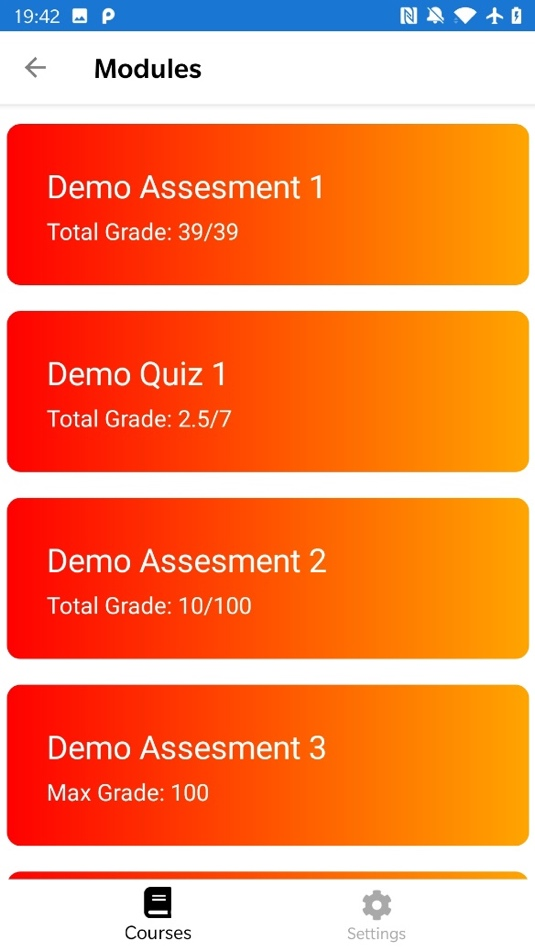 19:42
Modules
Demo Assesment 1
Total Grade: 39/39
Demo Quiz 1
Total Grade: 2.5/7
Demo Assesment 2
Total Grade: 10/100
Demo Assesment 3
Max Grade: 100
Courses
Settings